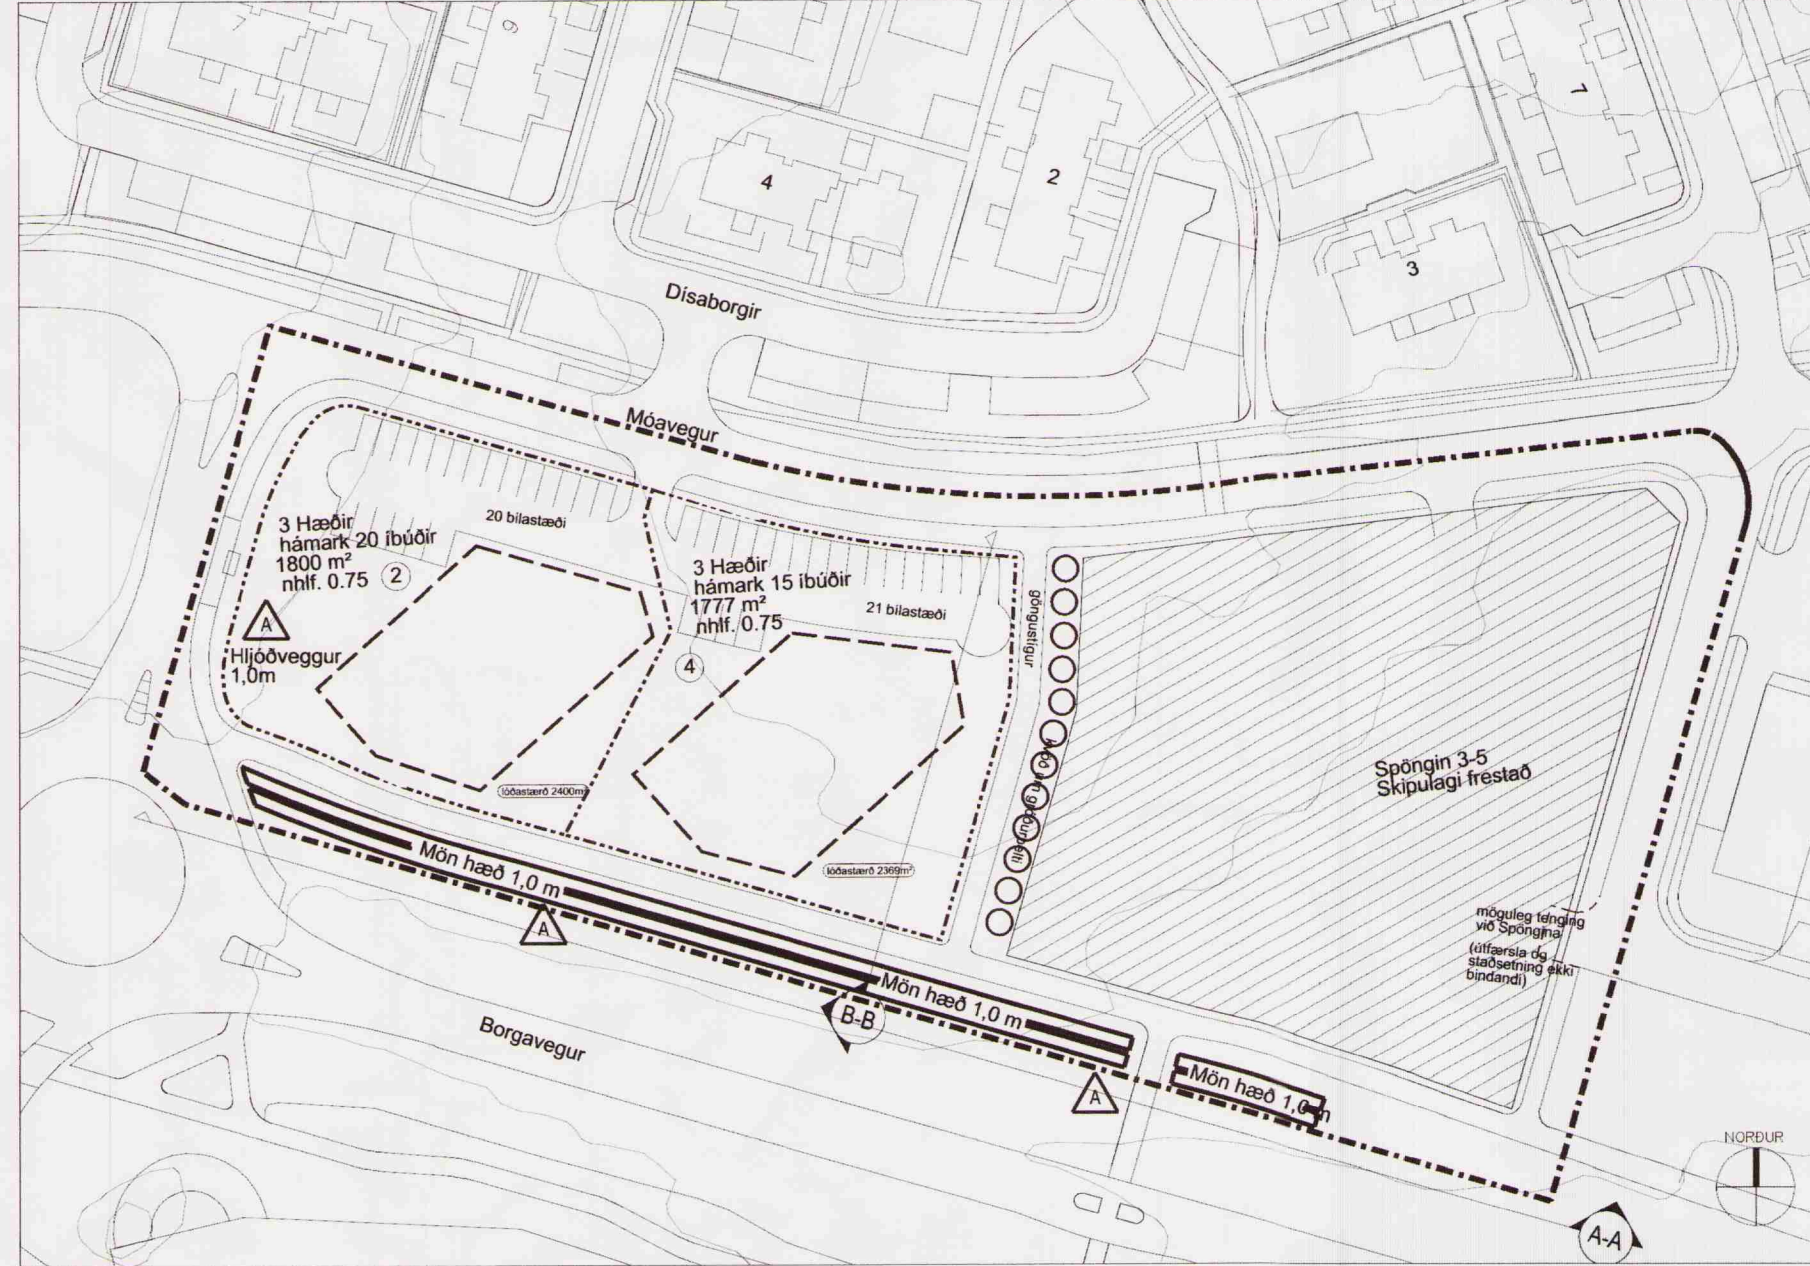 7
9
4
2
3
1
Dísaborgir
Móavegur
3 Hæðir
hámark 20 íbúðir
1800 m²
nhlf. 0.75
2
20 bílastæði
A
Hljóðveggur
1,0m
3 Hæðir
hámark 15 íbúðir
1777 m²
nhlf. 0.75
4
21 bílastæði
göngustígur
Spöngin 3-5
Skipulagi frestað
lóðastærð 2400m²
lóðastærð 2369m²
Mön hæð 1,0 m
A
Mön hæð 1,0 m
B-B
Borgavegur
A
Mön hæð 1,0 m
möguleg tenging
við Spöngina
(útfærsla og
staðsetning ekki
bindandi)
NORÐUR
A-A